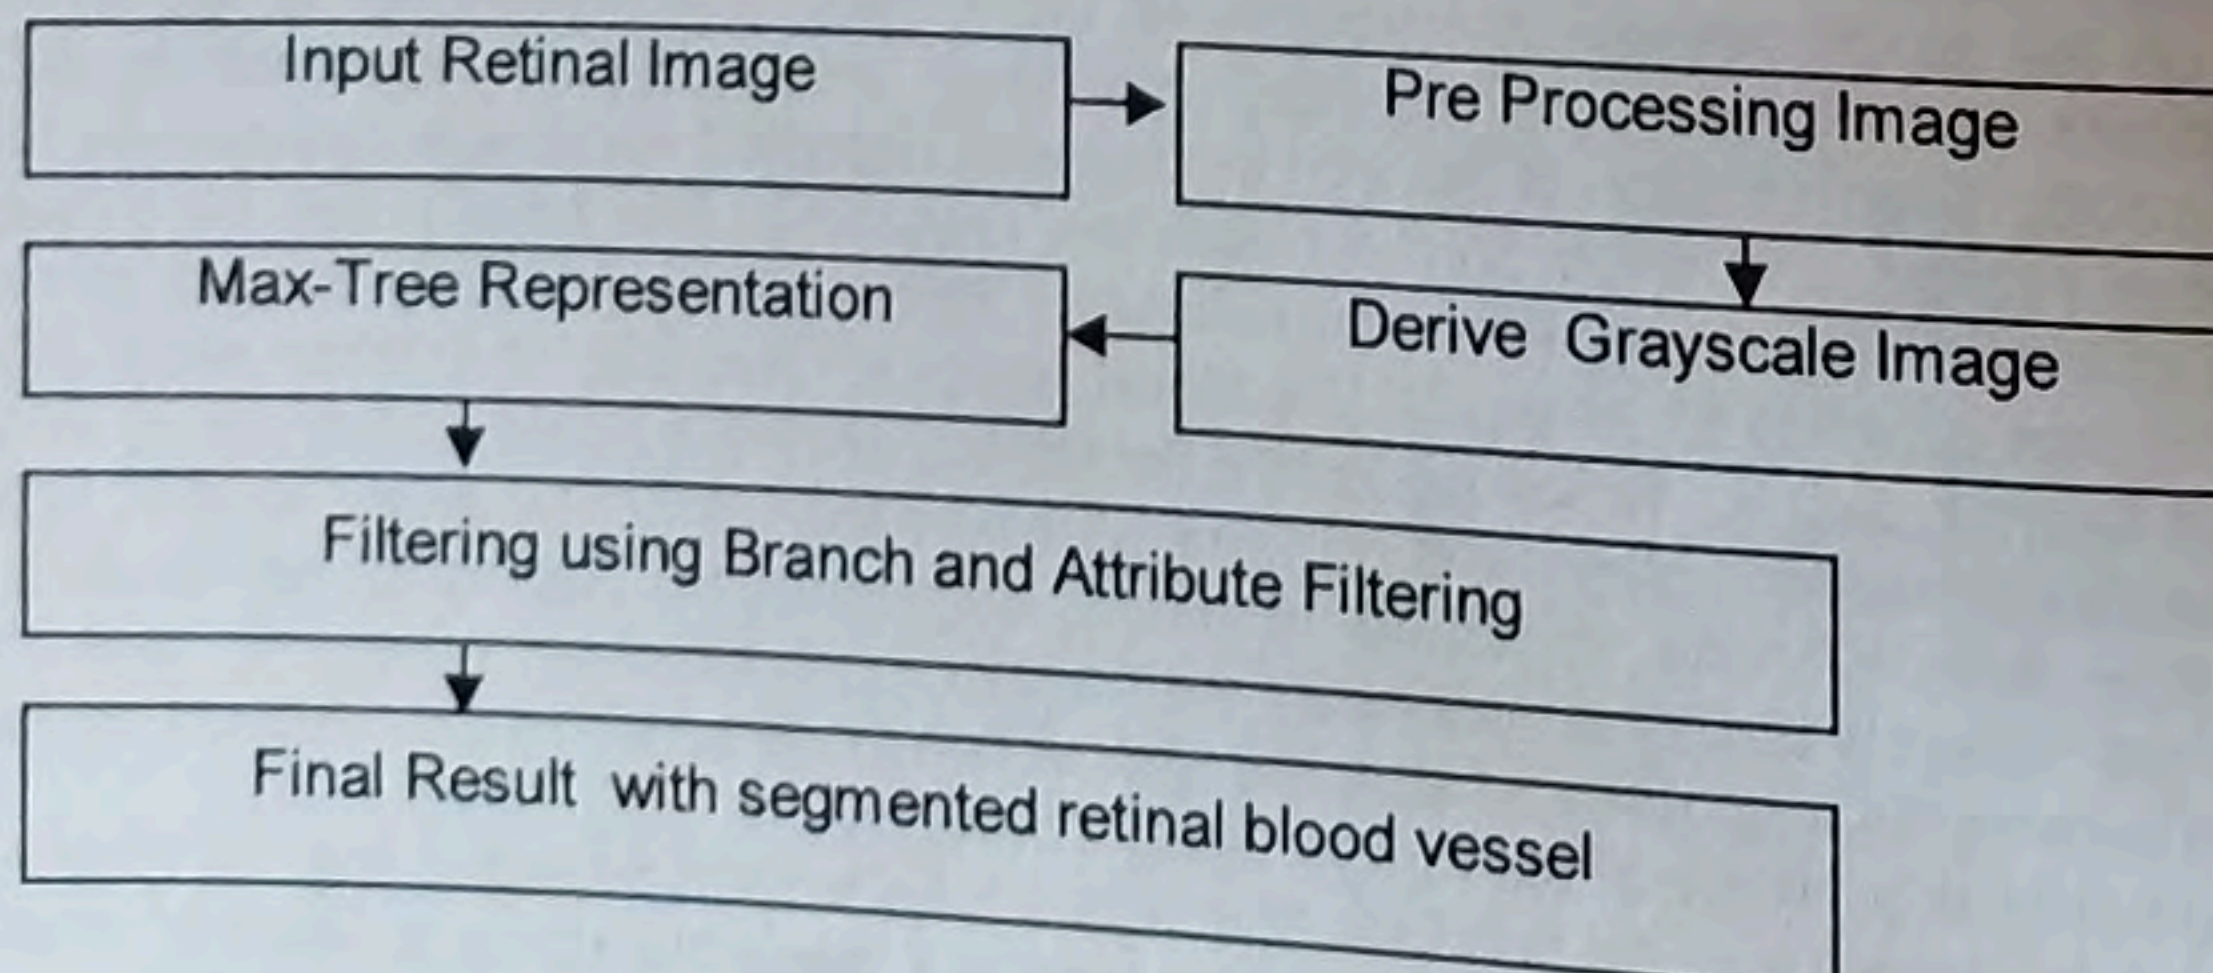 Input Retinal Image
Pre Processing Image
Derive Grayscale Image
Max-Tree Representation
Filtering using Branch and Attribute Filtering
Final Result with segmented retinal blood vessel